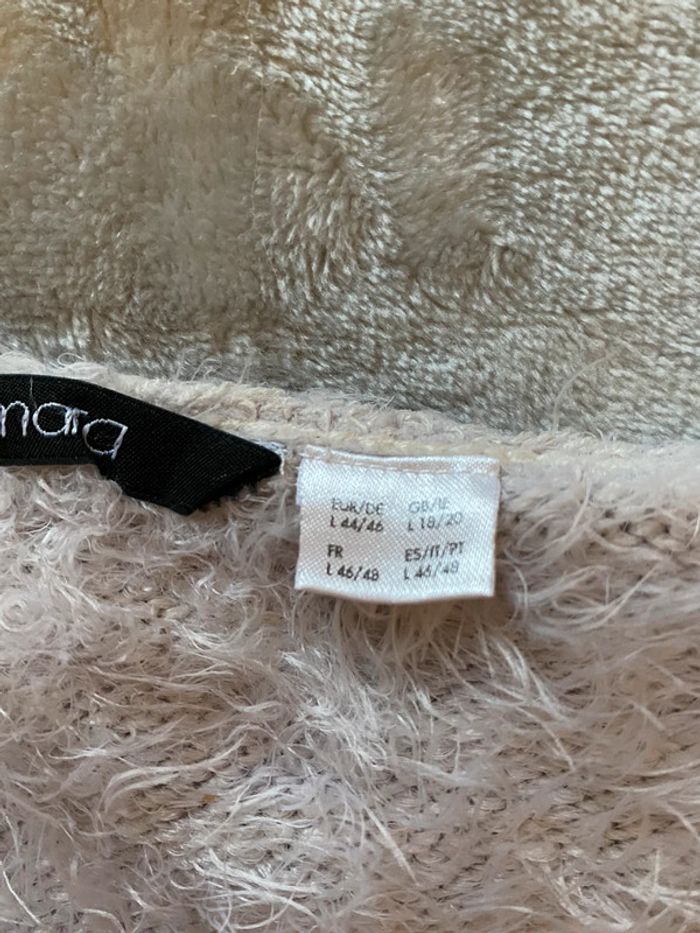 mara
EUR/DE GB/IE
L 44/46 L 18/20
FR ES/IT/PT
L 46/48 L 46/48